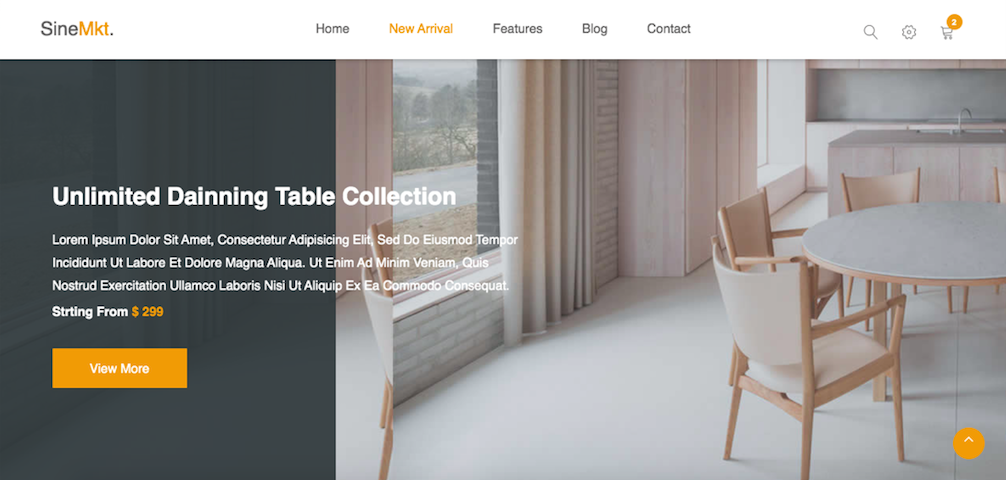 SineMkt.
Home
New Arrival
Features
Blog
Contact
2
Unlimited Dainning Table Collection
Lorem Ipsum Dolor Sit Amet, Consectetur Adipisicing Elit, Sed Do Eiusmod Tempor
Incididunt Ut Labore Et Dolore Magna Aliqua. Ut Enim Ad Minim Veniam, Quis
Nostrud Exercitation Ullamco Laboris Nisi Ut Aliquip Ex Ea Commodo Consequat.
Strting From $ 299
View More